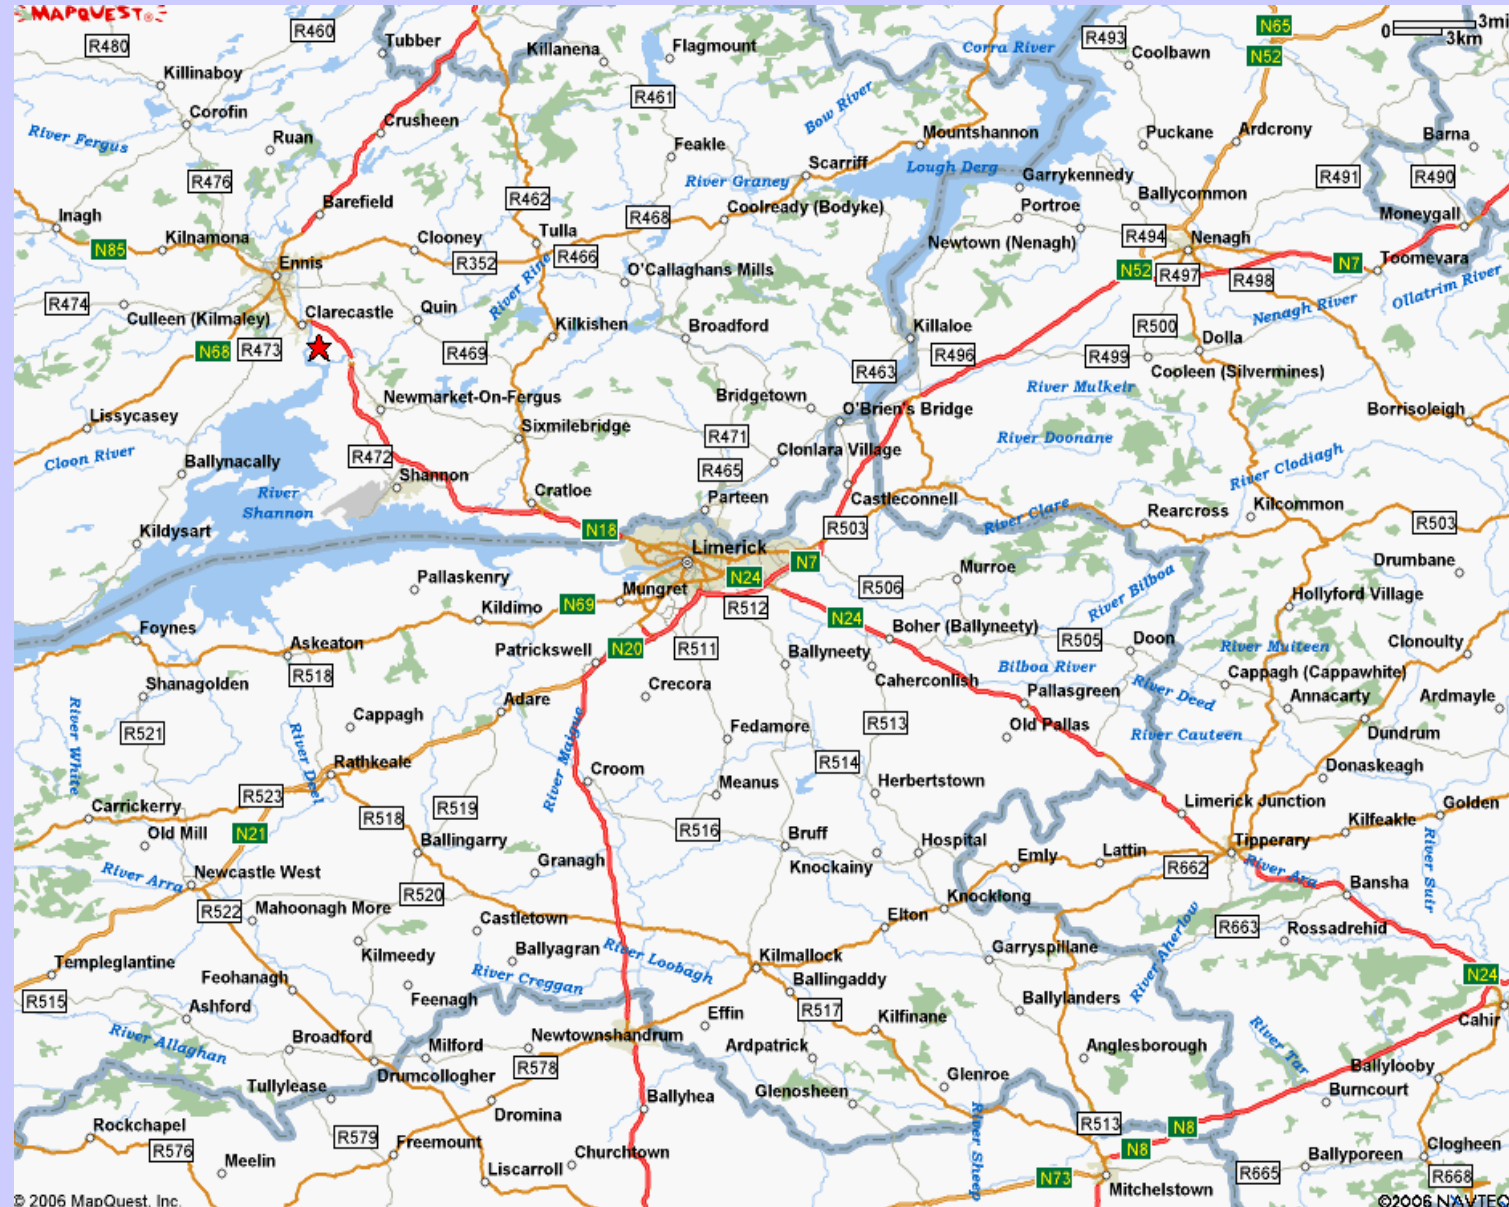 MAPQUEST
R480
R460
Tubber
Killanena
Flagmount
Corra River
R493
Coolbawn
N65
N52
0
3mi
3km
Killinaboy
Corofin
River Fergus
Ruan
Crusheen
R461
Bow River
Feakle
Mountshannon
Puckane
Ardcrony
Barna
R476
Scarriff
Lough Derg
River Graney
Garrykennedy
R491
R490
Barefield
R462
R468
Coolready (Bodyke)
Portroe
Ballycommon
Moneygall
Inagh
N85
Kilnamona
Clooney
Tulla
R352
R466
Newtown (Nenagh)
R494
Nenagh
Ennis
O'Callaghans Mills
N52
R497
R498
N7
Toomevara
Ollatrim River
R474
Culleen (Kilmaley)
Clarecastle
Quin
River Rine
Kilkishen
Broadford
Killaloe
Nenagh River
R500
Dolla
N68
R473
R469
R463
R496
R499
Cooleen (Silvermines)
Lissycasey
Newmarket-On-Fergus
Bridgetown
O'Brien's Bridge
River Mulkeir
Borrisoleigh
Sixmilebridge
R471
River Doonane
Cloon River
R472
Clonlara Village
Ballynacally
Shannon
R465
River Clodiagh
River
Shannon
Cratloe
Parteen
Castleconnell
River Clare
Rearcross
Kilcommon
Kildysart
N18
R503
R503
Limerick
N7
Drumbane
Pallaskenry
N24
Murroe
Mungret
R506
River Bilboa
Hollyford Village
Kildimo
N69
R512
N24
Foynes
Askeaton
Patrickswell
N20
R511
Boher (Ballyneety)
R505
Doon
River Muiteen
Clonoulty
Ballyneety
Bilboa River
R518
Shanagolden
Crecora
Caherconlish
Pallasgreen
River Deed
Cappagh (Cappawhite)
Annacarty
Ardmayle
Adare
River White
R521
Cappagh
Fedamore
R513
Old Pallas
River Cauteen
Dundrum
River Deel
River Maigue
Rathkeale
Croom
R514
Donaskeagh
R523
Meanus
Herbertstown
Carrickerry
R518
R519
Limerick Junction
Golden
Old Mill
N21
R516
Bruff
Hospital
Kilfeakle
Ballingarry
Tipperary
Granagh
Knockainy
Emly
Lattin
R662
River Ara
River Suir
River Arra
Newcastle West
Bansha
R520
Knocklong
R522
Mahoonagh More
Castletown
Elton
R663
Rossadrehid
Kilmeedy
Ballyagran
River Loobagh
Kilmallock
Garryspillane
River Aherlow
Templeglantine
River Creggan
Ballingaddy
Feohanagh
N24
R515
Ashford
Feenagh
R517
Ballylanders
Effin
Kilfinane
Cahir
River Allaghan
Broadford
Milford
Newtownshandrum
Ardpatrick
Anglesborough
River Tar
R578
Ballylooby
Drumcollogher
Tullylease
Glenroe
Burncourt
Dromina
Ballyhea
Glenosheen
Rockchapel
R513
N8
R579
Freemount
River Sheep
N8
R576
Churchtown
Clogheen
Meelin
Liscarroll
Ballyporeen
N73
R665
R668
Mitchelstown
© 2006 MapQuest, Inc.
©2006 NAVTEQ